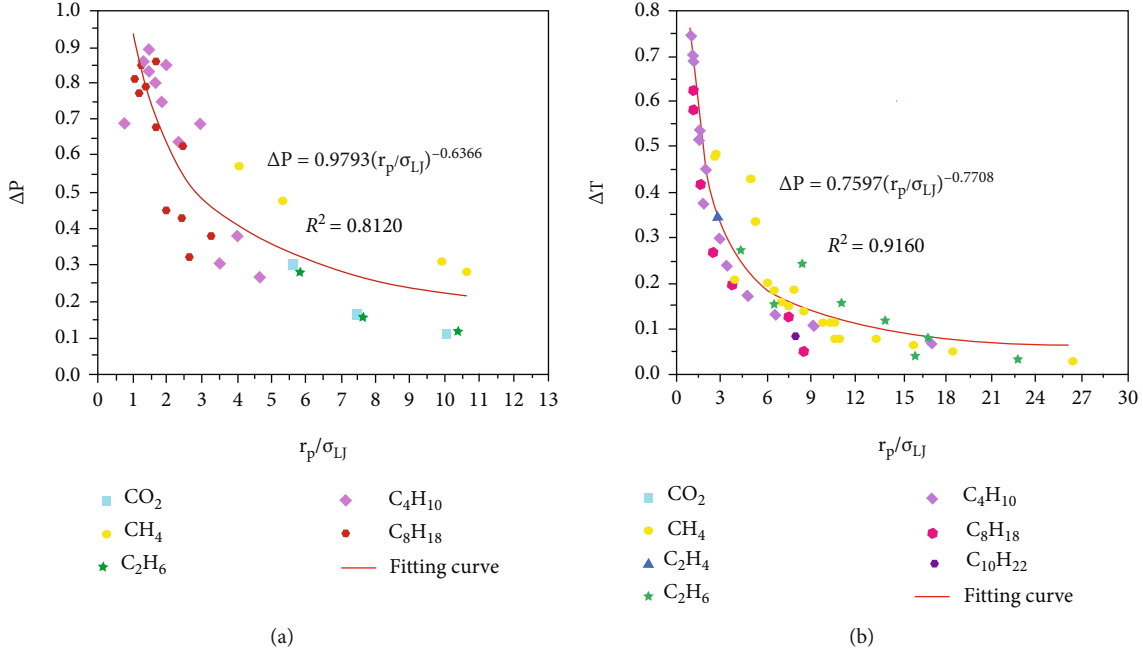 1.0
0.9
0.8
0.7
0.6
0.5
0.4
0.3
0.2
0.1
0.0
ΔP
ΔP = 0.9793(r_p/σ_LJ)^−0.6366
R² = 0.8120
0 1 2 3 4 5 6 7 8 9 10 11 12 13
r_p/σ_LJ
CO₂
CH₄
C₂H₆
C₄H₁₀
C₈H₁₈
Fitting curve
(a)
0.8
0.7
0.6
0.5
0.4
0.3
0.2
0.1
0.0
ΔT
ΔP = 0.7597(r_p/σ_LJ)^−0.7708
R² = 0.9160
0 1 3 6 9 12 15 18 21 24 27 30
r_p/σ_LJ
CO₂
CH₄
C₂H₄
C₂H₆
C₄H₁₀
C₈H₁₈
C₁₀H₂₂
Fitting curve
(b)